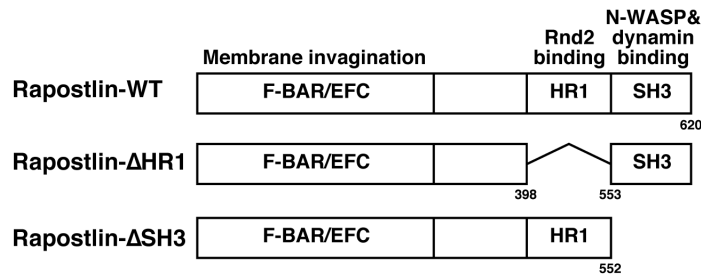 N-WASP&
Rnd2 dynamin
Membrane invagination binding binding
Rapostlin-WT F-BAR/EFC HR1 SH3
620
Rapostlin-ΔHR1 F-BAR/EFC SH3
398 553
Rapostlin-ΔSH3 F-BAR/EFC HR1
552